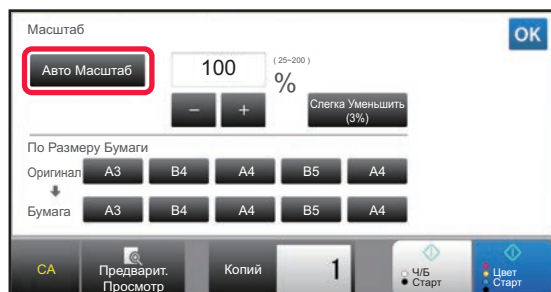 Масштаб
OK
Авто Масштаб
100
(25~200)
%
−
+
Слегка Уменьшить
(3%)
По Размеру Бумаги
Оригинал
A3 B4 A4 B5 A4
Бумага
A3 B4 A4 B5 A4
CA
Предварит.
Просмотр
Копий
1
Ч/Б
Старт
Цвет
Старт